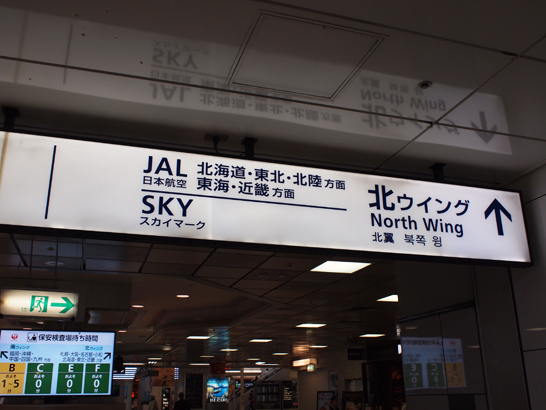 JAL 北海道・東北・北陸方面
日本航空 東海・近畿方面
SKY
スカイマーク
北ウイング
North Wing
北翼 북쪽 윙
保安検査場待ち時間
B C E F
1-5 0 0 0